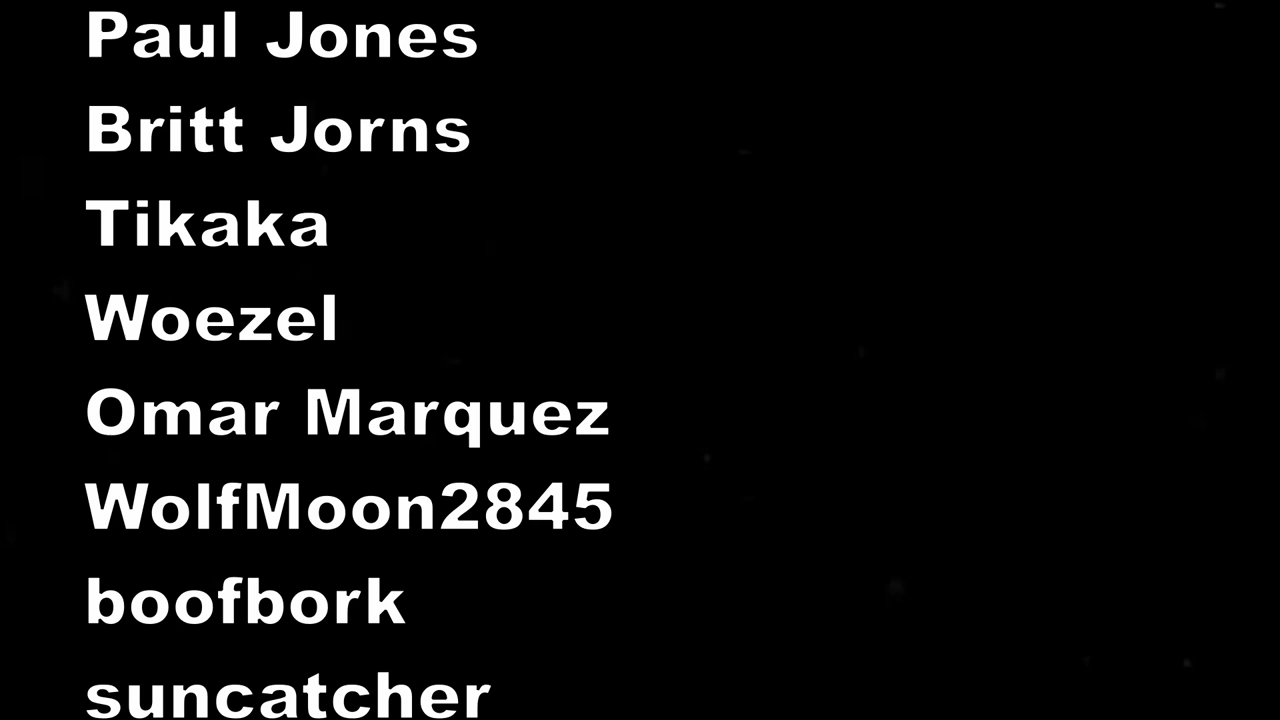 Paul Jones
Britt Jorns
Tikaka
Woezel
Omar Marquez
WolfMoon2845
boofbork
suncatcher